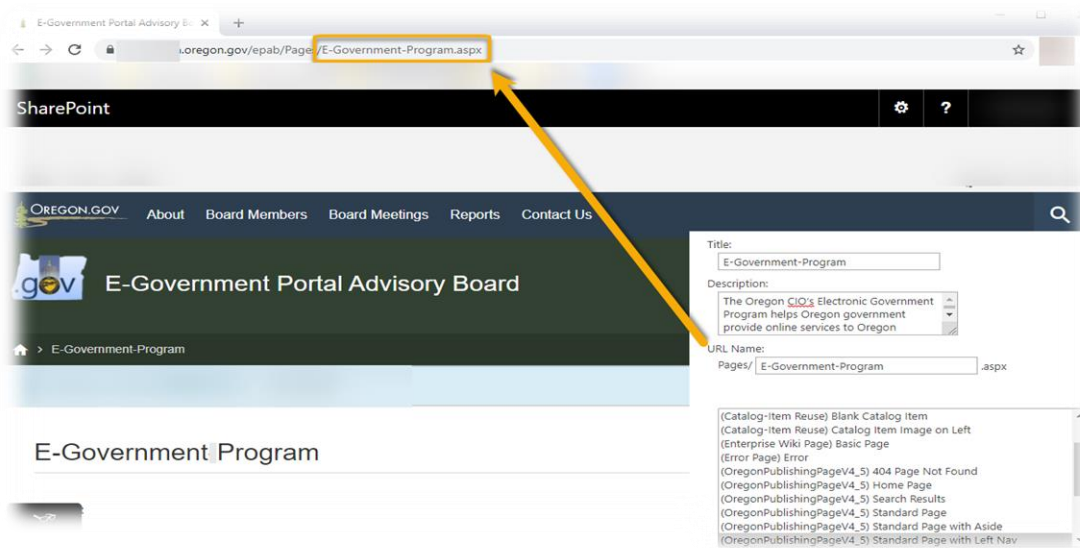 E-Government Portal Advisory Bo
.oregon.gov/epab/Pages/E-Government-Program.aspx
SharePoint
?
OREGON.GOV About Board Members Board Meetings Reports Contact Us
.gov E-Government Portal Advisory Board
> E-Government-Program
E-Government Program
Title:
E-Government-Program
Description:
The Oregon CIO's Electronic Government
Program helps Oregon government
provide online services to Oregon
URL Name:
Pages/ E-Government-Program .aspx
(Catalog-Item Reuse) Blank Catalog Item
(Catalog-Item Reuse) Catalog Item Image on Left
(Enterprise Wiki Page) Basic Page
(Error Page) Error
(OregonPublishingPageV4_5) 404 Page Not Found
(OregonPublishingPageV4_5) Home Page
(OregonPublishingPageV4_5) Search Results
(OregonPublishingPageV4_5) Standard Page
(OregonPublishingPageV4_5) Standard Page with Aside
(OregonPublishingPageV4_5) Standard Page with Left Nav